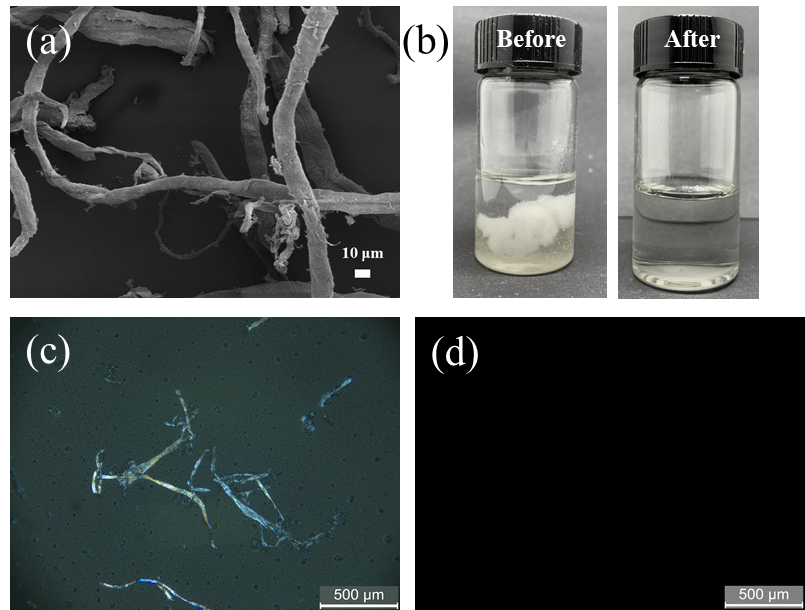 (a)
10 μm
(b)
Before
After
(c)
500 μm
(d)
500 μm